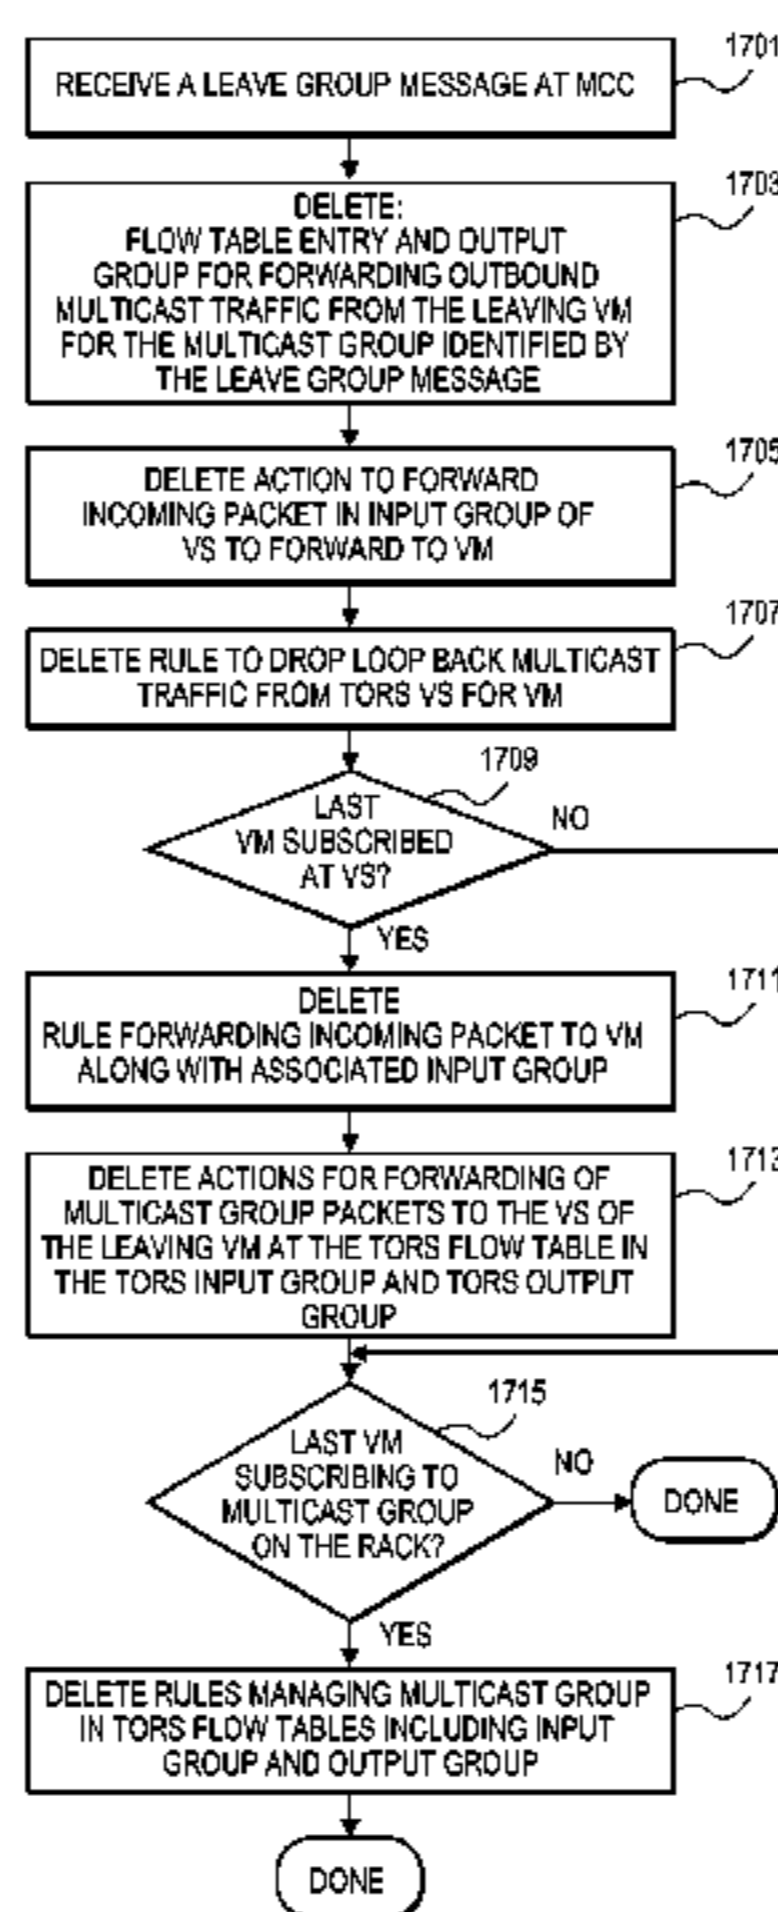 1701
RECEIVE A LEAVE GROUP MESSAGE AT MCC
1703
DELETE:
FLOW TABLE ENTRY AND OUTPUT
GROUP FOR FORWARDING OUTBOUND
MULTICAST TRAFFIC FROM THE LEAVING VM
FOR THE MULTICAST GROUP IDENTIFIED BY
THE LEAVE GROUP MESSAGE
1705
DELETE ACTION TO FORWARD
INCOMING PACKET IN INPUT GROUP OF
VS TO FORWARD TO VM
1707
DELETE RULE TO DROP LOOP BACK MULTICAST
TRAFFIC FROM TORS VS FOR VM
1709
LAST
VM SUBSCRIBED
AT VS?
NO
YES
1711
DELETE
RULE FORWARDING INCOMING PACKET TO VM
ALONG WITH ASSOCIATED INPUT GROUP
1713
DELETE ACTIONS FOR FORWARDING OF
MULTICAST GROUP PACKETS TO THE VS OF
THE LEAVING VM AT THE TORS FLOW TABLE IN
THE TORS INPUT GROUP AND TORS OUTPUT
GROUP
1715
LAST VM
SUBSCRIBING TO
MULTICAST GROUP
ON THE RACK?
NO
DONE
YES
1717
DELETE RULES MANAGING MULTICAST GROUP
IN TORS FLOW TABLES INCLUDING INPUT
GROUP AND OUTPUT GROUP
DONE